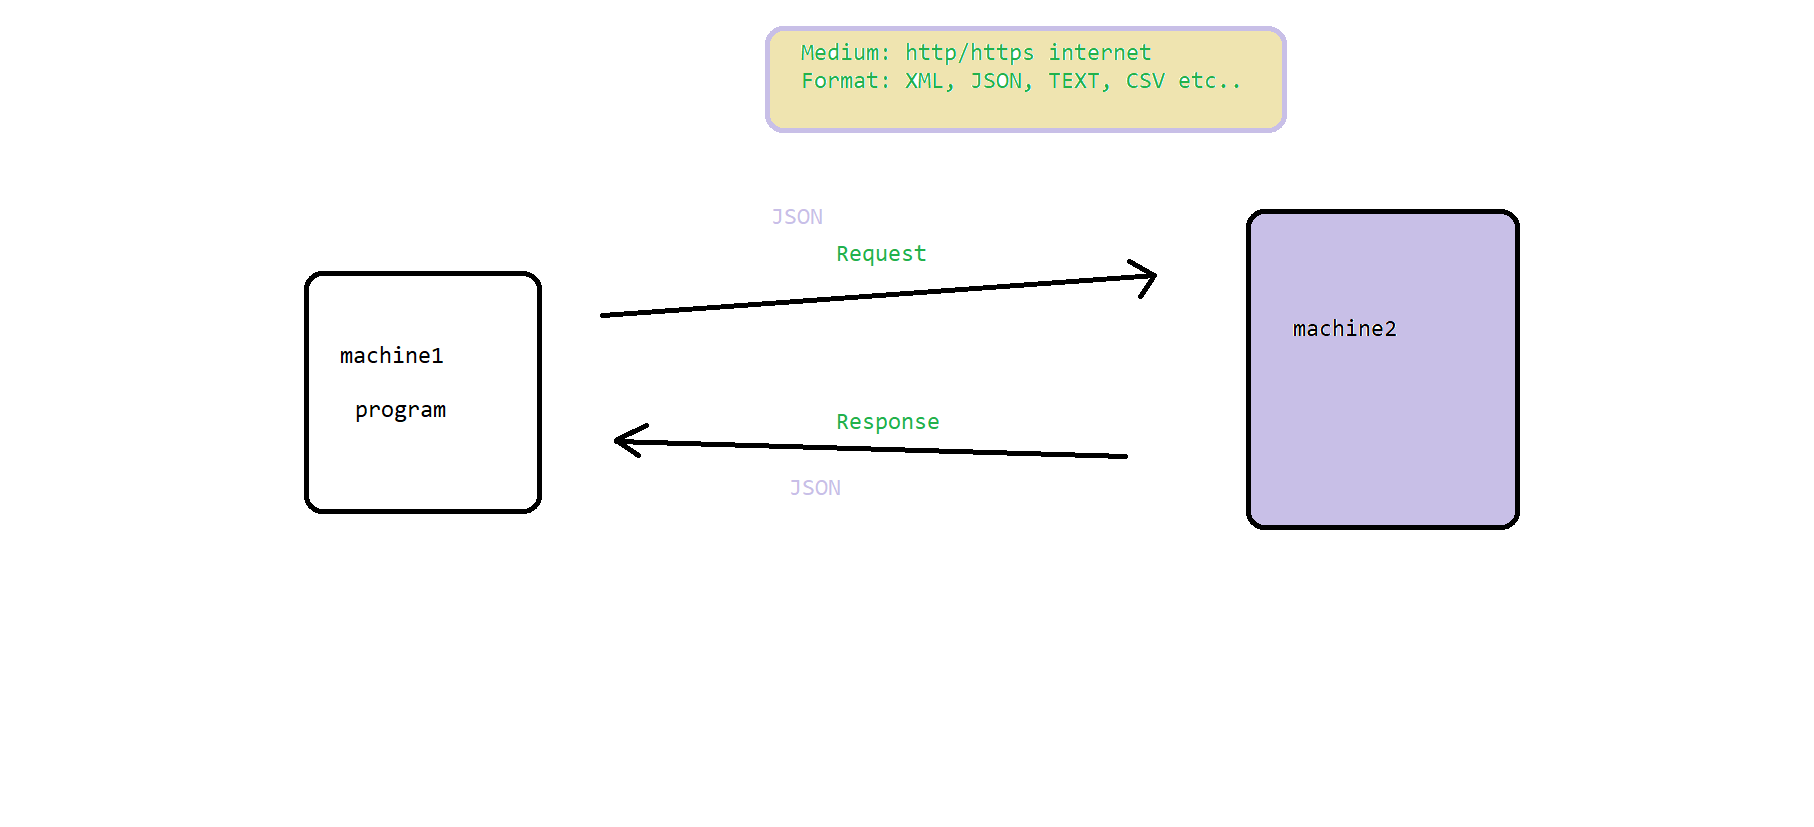 Medium: http/https internet
Format: XML, JSON, TEXT, CSV etc..
JSON
Request
machine1
program
machine2
Response
JSON